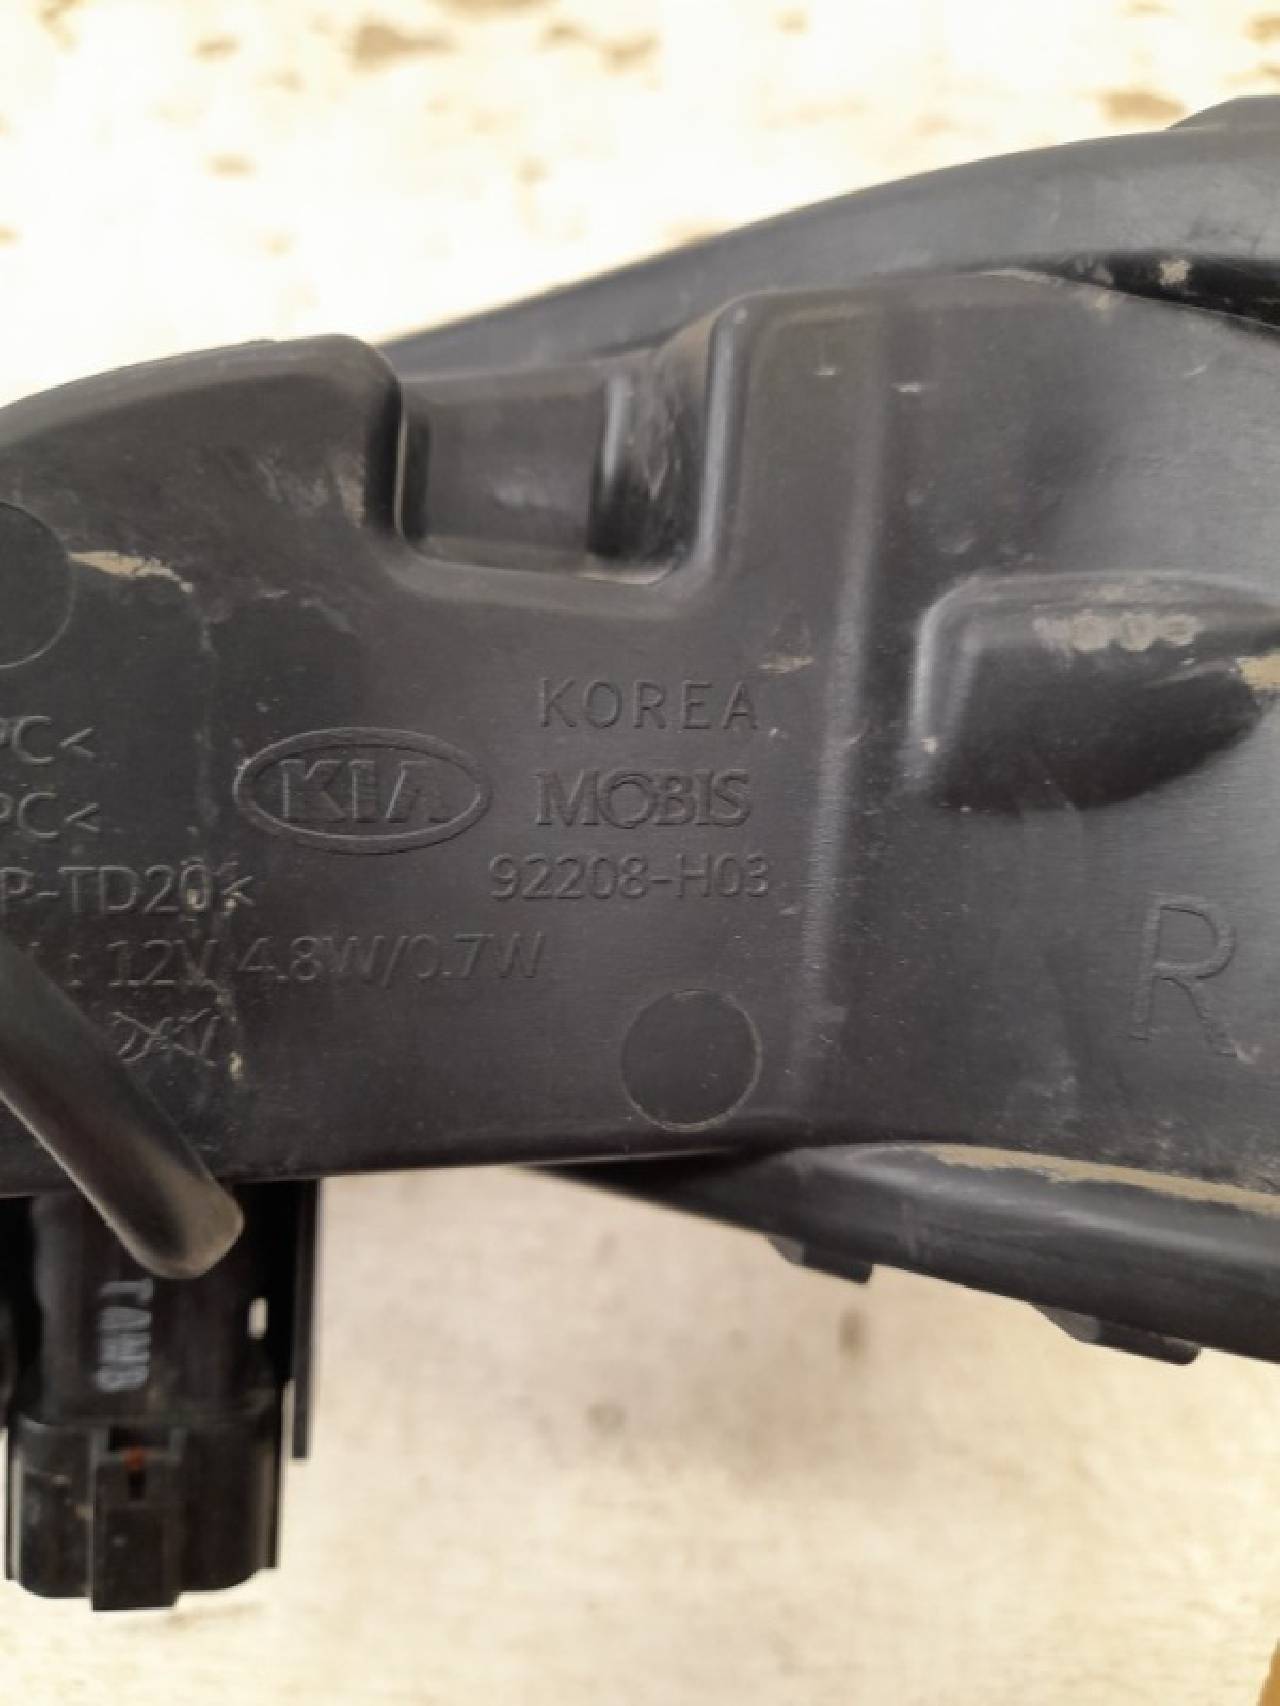 KOREA
PC<
KIA
MOBIS
PC<
92208-H03
P-TD20<
: 12V 4.8W/0.7W
R